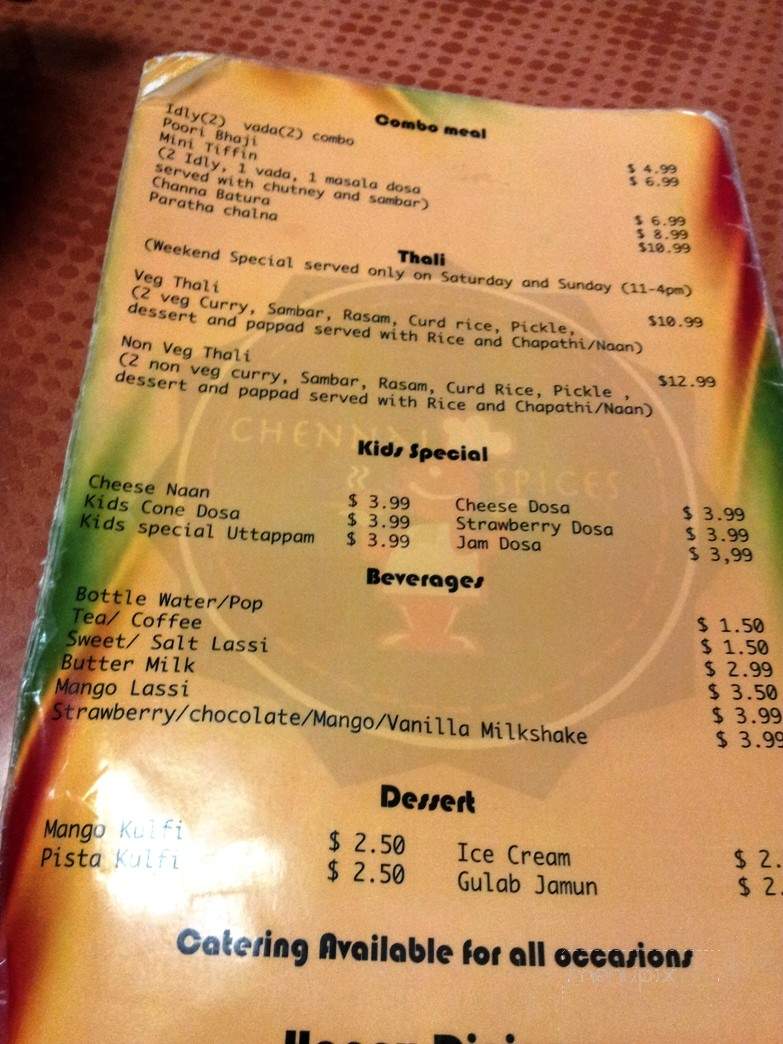 Combo meal
Idly(2) vada(2) combo $ 4.99
Poori Bhaji $ 6.99
Mini Tiffin
(2 Idly, 1 vada, 1 masala dosa
served with chutney and sambar) $ 6.99
Channa Batura $ 8.99
Paratha chalna $10.99
Thali
(Weekend Special served only on Saturday and Sunday (11-4pm)
Veg Thali $10.99
(2 veg Curry, Sambar, Rasam, Curd rice, Pickle,
dessert and pappad served with Rice and Chapathi/Naan)
Non Veg Thali $12.99
(2 non veg curry, Sambar, Rasam, Curd Rice, Pickle ,
dessert and pappad served with Rice and Chapathi/Naan)
CHENNAI SPICES
Kids Special
Cheese Naan $ 3.99 Cheese Dosa $ 3.99
Kids Cone Dosa $ 3.99 Strawberry Dosa $ 3.99
Kids special Uttappam $ 3.99 Jam Dosa $ 3,99
Beverages
Bottle Water/Pop $ 1.50
Tea/ Coffee $ 1.50
Sweet/ Salt Lassi $ 2.99
Butter Milk $ 3.50
Mango Lassi $ 3.99
Strawberry/chocolate/Mango/Vanilla Milkshake $ 3.99
Dessert
Mango Kulfi $ 2.50 Ice Cream $ 2.
Pista Kulfi $ 2.50 Gulab Jamun $ 2.
Catering Available for all occasions
menupix